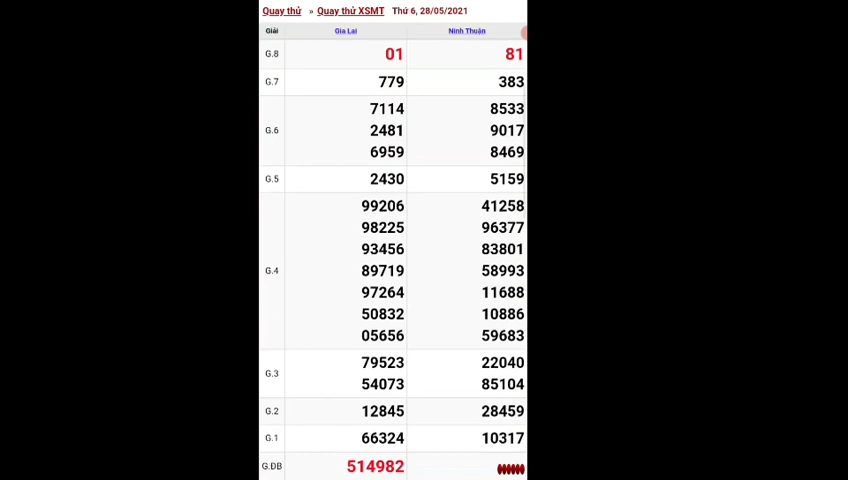 Quay thử » Quay thử XSMT Thứ 6, 28/05/2021
Giải Gia Lai Ninh Thuận
G.8 01 81
G.7 779 383
7114 8533
G.6 2481 9017
6959 8469
G.5 2430 5159
99206 41258
98225 96377
93456 83801
G.4 89719 58993
97264 11688
50832 10886
05656 59683
G.3 79523 22040
54073 85104
G.2 12845 28459
G.1 66324 10317
G.ĐB 514982